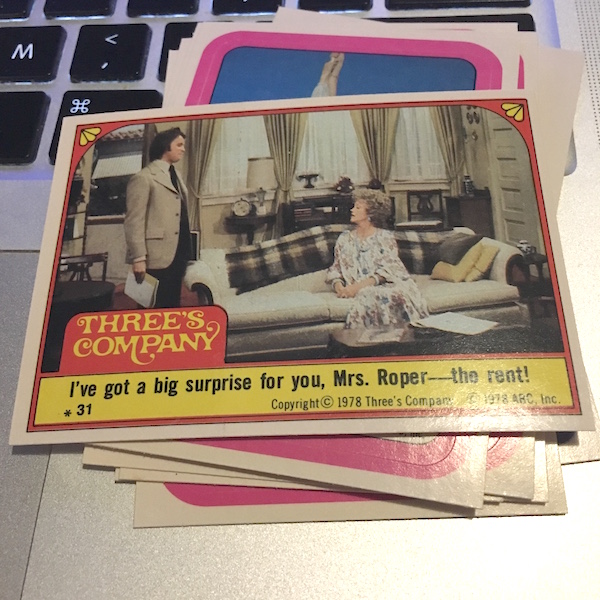 W
<
,
⌘
THREE'S
COMPANY
I've got a big surprise for you, Mrs. Roper—the rent!
* 31
Copyright © 1978 Three's Company © 1978 ABC, Inc.